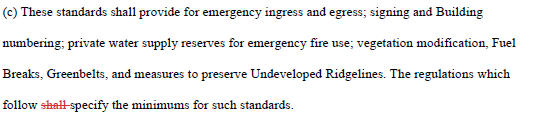 (c) These standards shall provide for emergency ingress and egress; signing and Building
numbering; private water supply reserves for emergency fire use; vegetation modification, Fuel
Breaks, Greenbelts, and measures to preserve Undeveloped Ridgelines. The regulations which
follow shall specify the minimums for such standards.